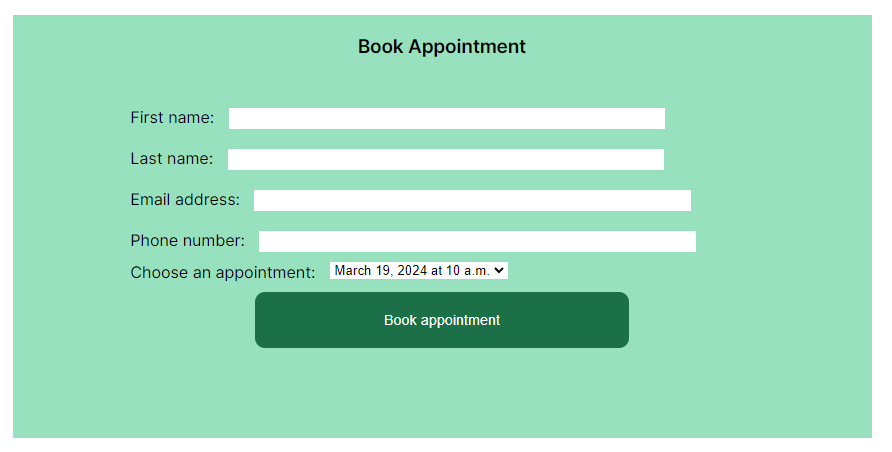 Book Appointment
First name:
Last name:
Email address:
Phone number:
Choose an appointment: March 19, 2024 at 10 a.m.
Book appointment